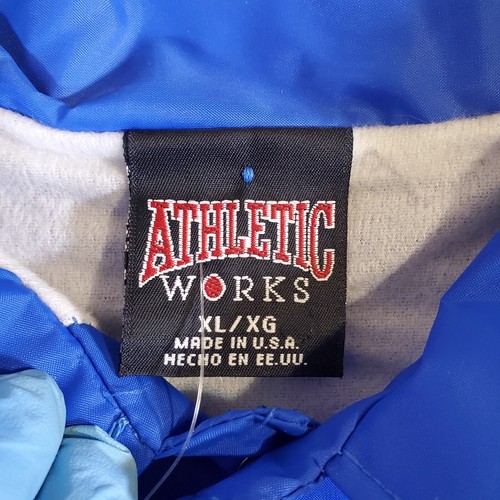 ATHLETIC
WORKS
XL/XG
MADE IN U.S.A.
HECHO EN EE.UU.